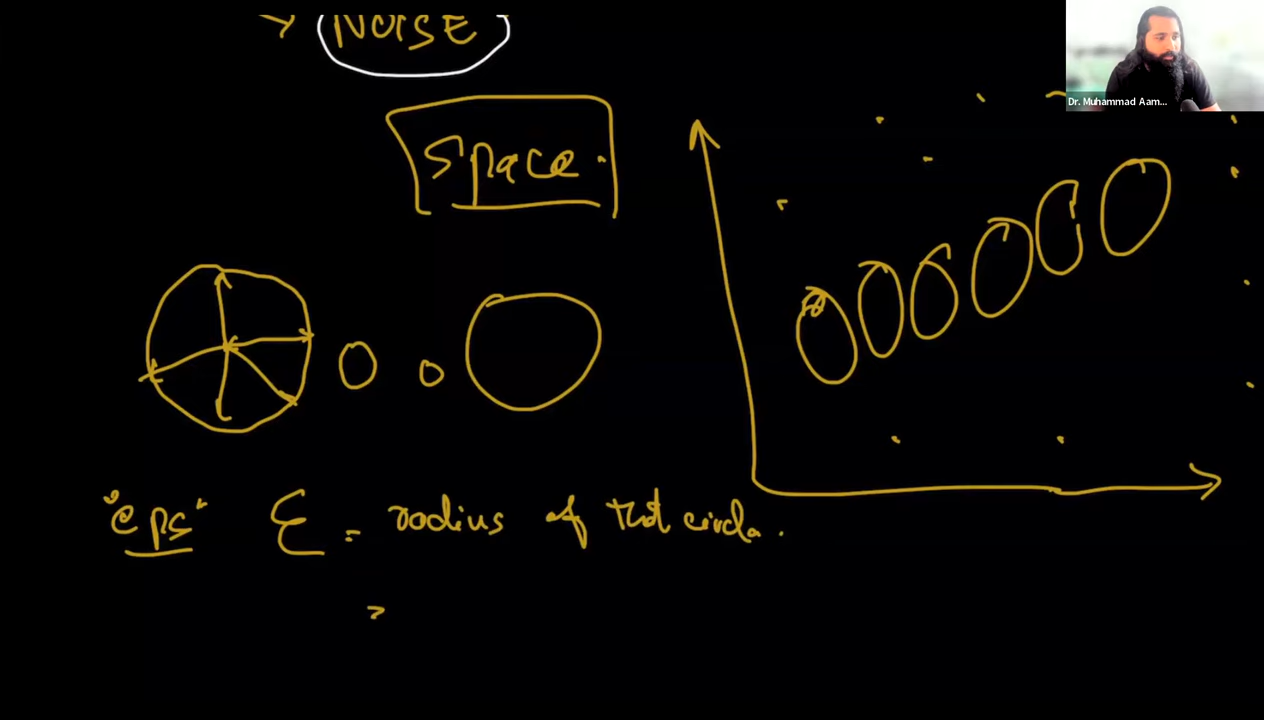 → NOISE
Dr. Muhammad Aam...
Space.
"eps" Ɛ = radius of that circle.